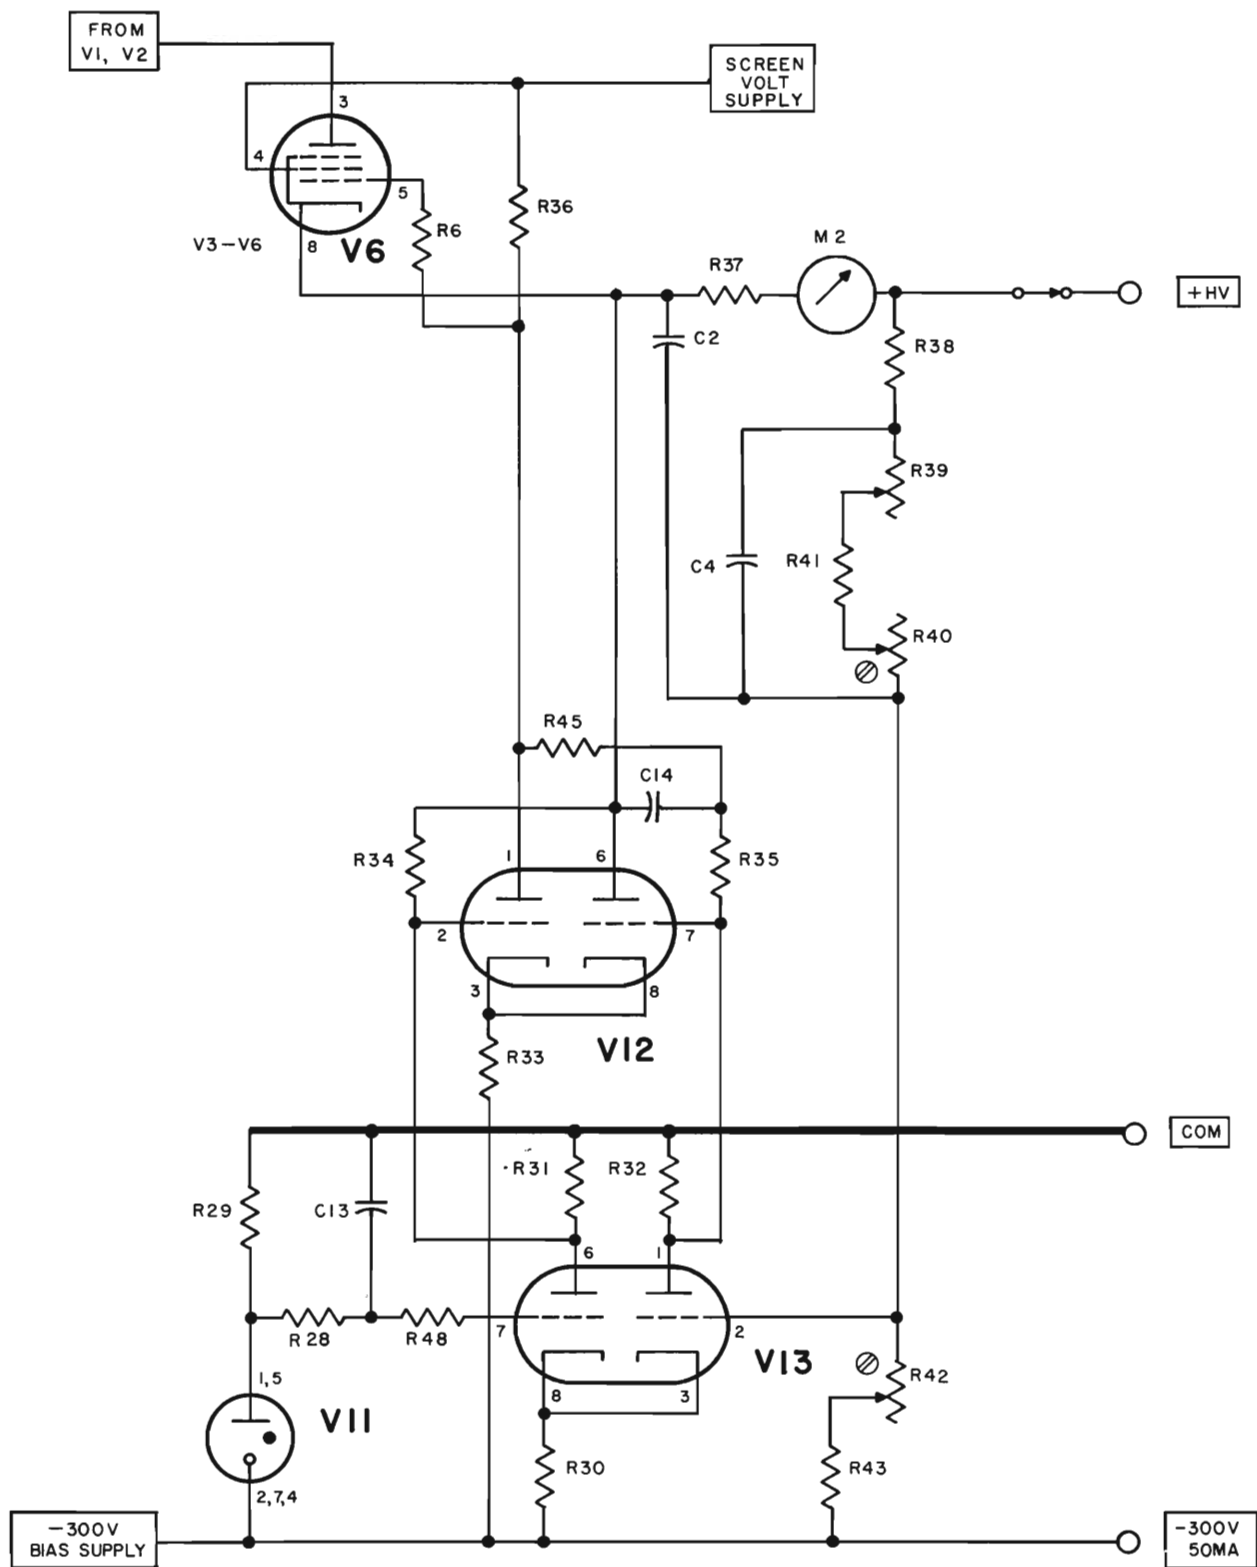 FROM
V1, V2
SCREEN
VOLT
SUPPLY
3
4
5
R36
R6
V3-V6
8
V6
M2
R37
+HV
C2
R38
R39
C4
R41
R40
R45
C14
R34
1
6
R35
2
7
3
8
R33
V12
COM
R31
R32
R29
C13
6
1
R28
R48
7
2
V13
R42
1,5
8
3
V11
R30
R43
2,7,4
-300V
BIAS SUPPLY
-300V
50MA